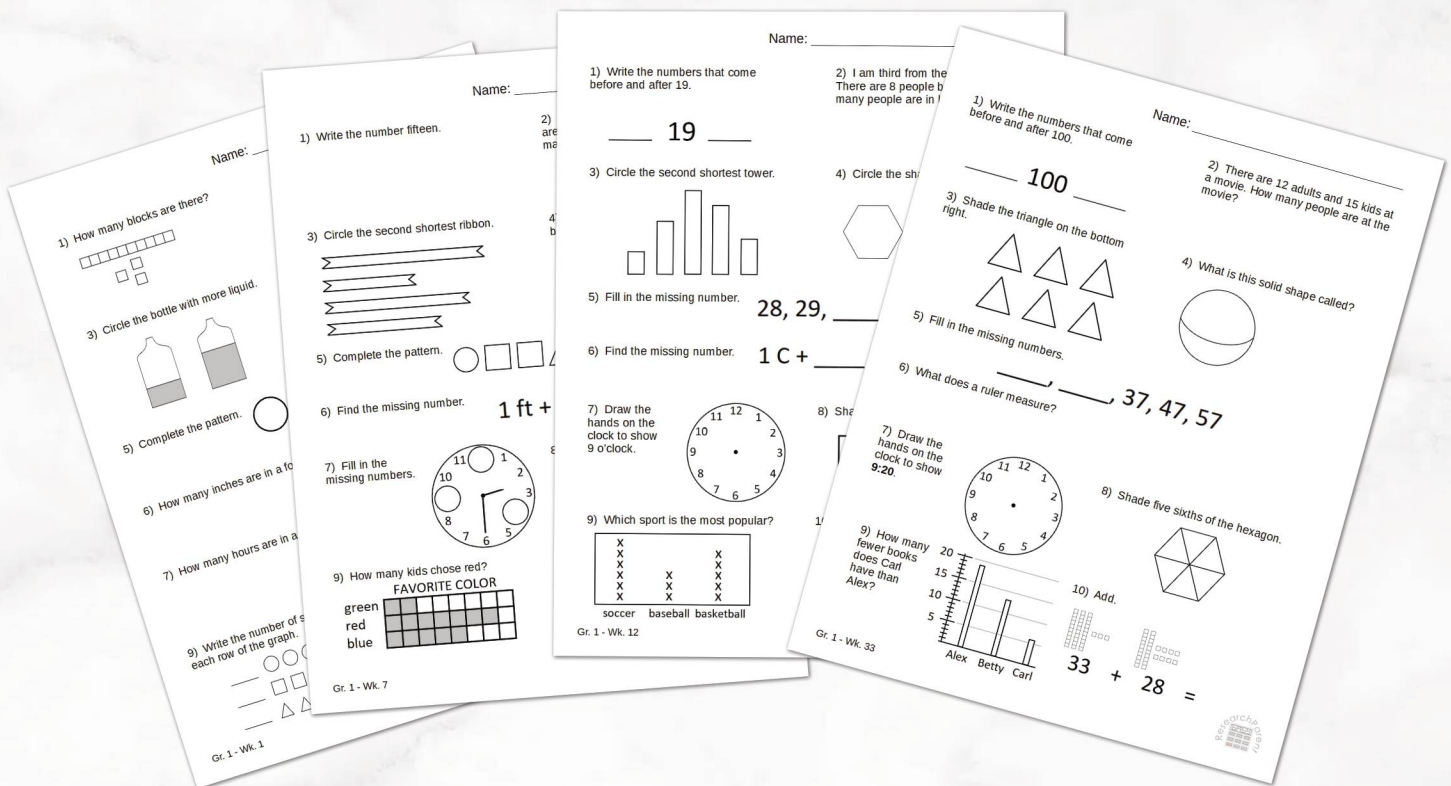 Name:
1) How many blocks are there?
3) Circle the bottle with more liquid.
5) Complete the pattern.
6) How many inches are in a
7) How many hours are in a
9) Write the number of
each row of the graph.
Gr. 1 - Wk. 1
Name:
1) Write the number fifteen.
2)
are
ma
3) Circle the second shortest ribbon.
5) Complete the pattern.
6) Find the missing number.
1 ft +
7) Fill in the
missing numbers.
11 1
10 2
3
8
7 6 5
9) How many kids chose red?
FAVORITE COLOR
green
red
blue
Gr. 1 - Wk. 7
Name:
1) Write the numbers that come
before and after 19.
19
2) I am third from the
There are 8 people b
many people are in
3) Circle the second shortest tower.
4) Circle the sha
5) Fill in the missing number.
28, 29,
6) Find the missing number.
1 C +
7) Draw the
hands on the
clock to show
9 o'clock.
11 12 1
10 2
9 3
8 4
7 6 5
8) Sha
9) Which sport is the most popular?
X X X X X X
X X X
X X X X X
soccer baseball basketball
Gr. 1 - Wk. 12
Name:
1) Write the numbers that come
before and after 100.
100
2) There are 12 adults and 15 kids at
a movie. How many people are at the
movie?
3) Shade the triangle on the bottom
right.
4) What is this solid shape called?
5) Fill in the missing numbers.
, , 37, 47, 57
6) What does a ruler measure?
7) Draw the
hands on the
clock to show
9:20.
11 12 1
10 2
9 3
8 4
7 6 5
8) Shade five sixths of the hexagon.
9) How many
fewer books
does Carl
have than
Alex?
20
15
10
5
Alex Betty Carl
10) Add.
33 + 28 =
Gr. 1 - Wk. 33
ResearchParent